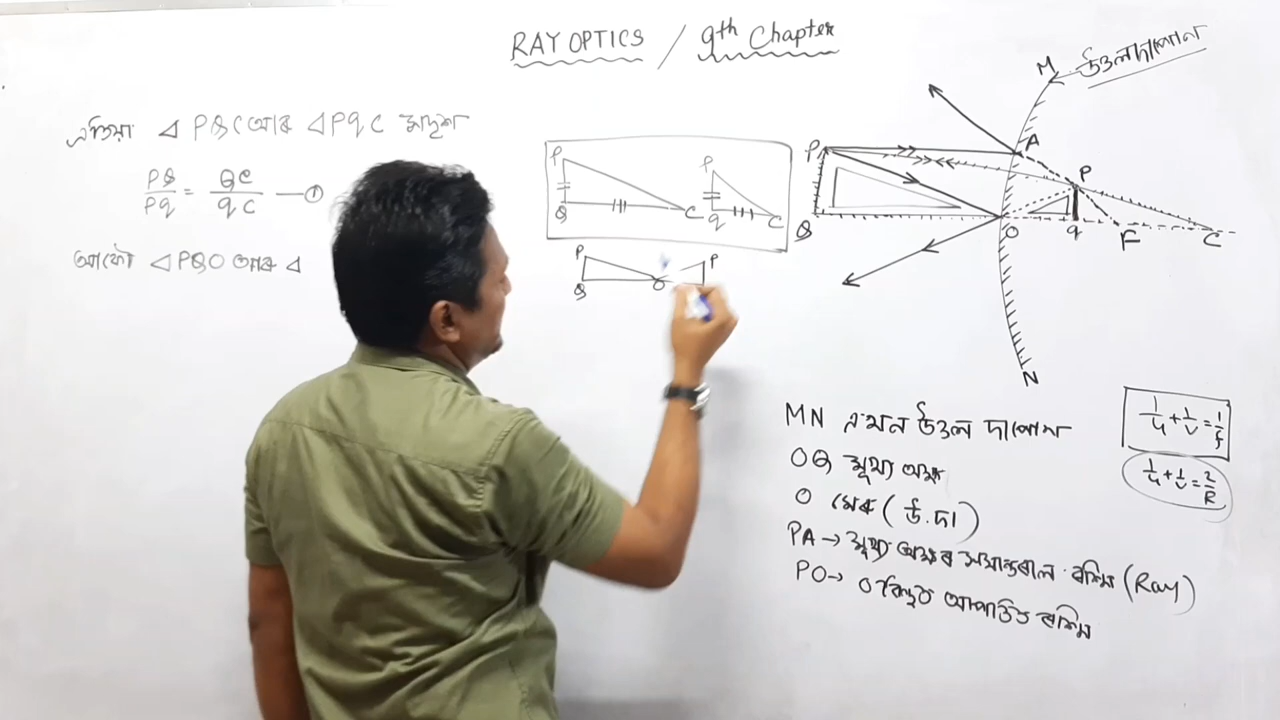 RAY OPTICS / 9th Chapter
এতিয়া ⊿ PQC আৰু ⊿ pqC সদৃশ
PQ/pq = QC/qC —①
আকৌ ⊿ PQO আৰু ⊿
P
Q
C
p
q
C
P
Q
O
p
M
উত্তল দাপোণ
P
A
p
Q
O
q
F
C
N
MN এখন উত্তল দাপোণ
OQ মুখ্য অক্ষ
O মেৰু (উ.দা)
PA→ মুখ্য অক্ষৰ সমান্তৰাল ৰশ্মি (Ray)
PO→ O বিন্দুত আপতিত ৰশ্মি
1/u + 1/v = 1/f
1/u + 1/v = 2/R